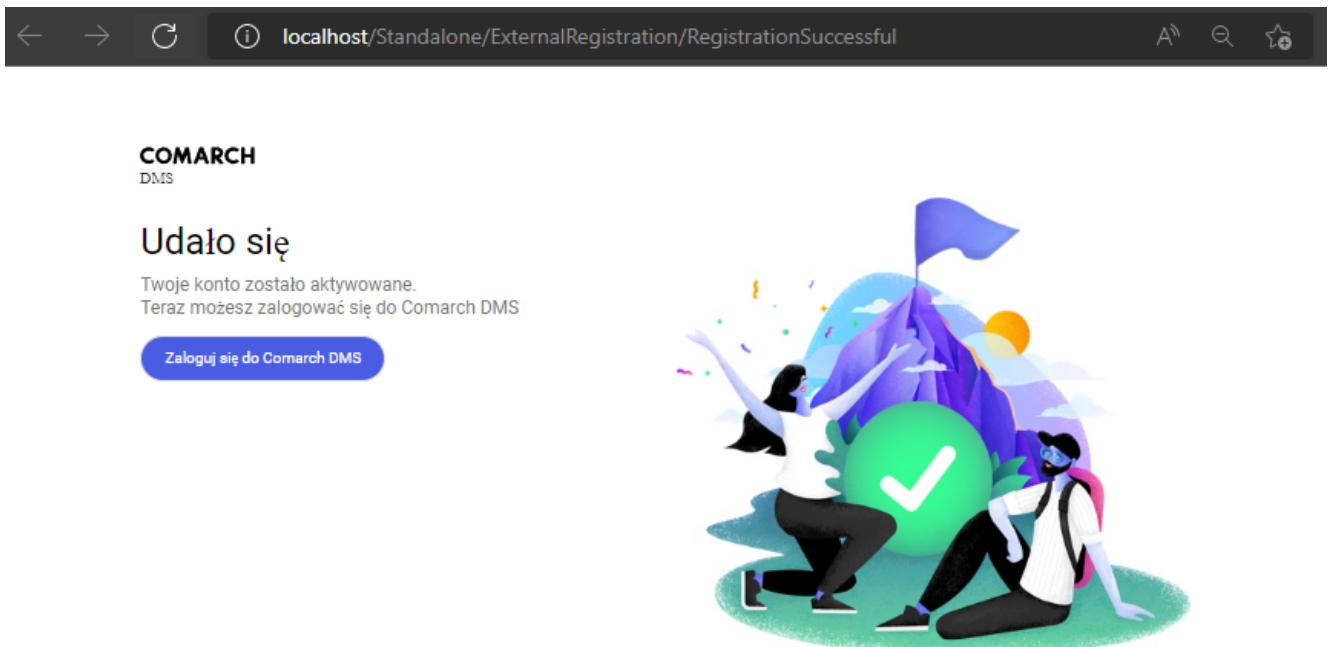 localhost/Standalone/ExternalRegistration/RegistrationSuccessful
COMARCH
DMS
Udało się
Twoje konto zostało aktywowane.
Teraz możesz zalogować się do Comarch DMS
Zaloguj się do Comarch DMS